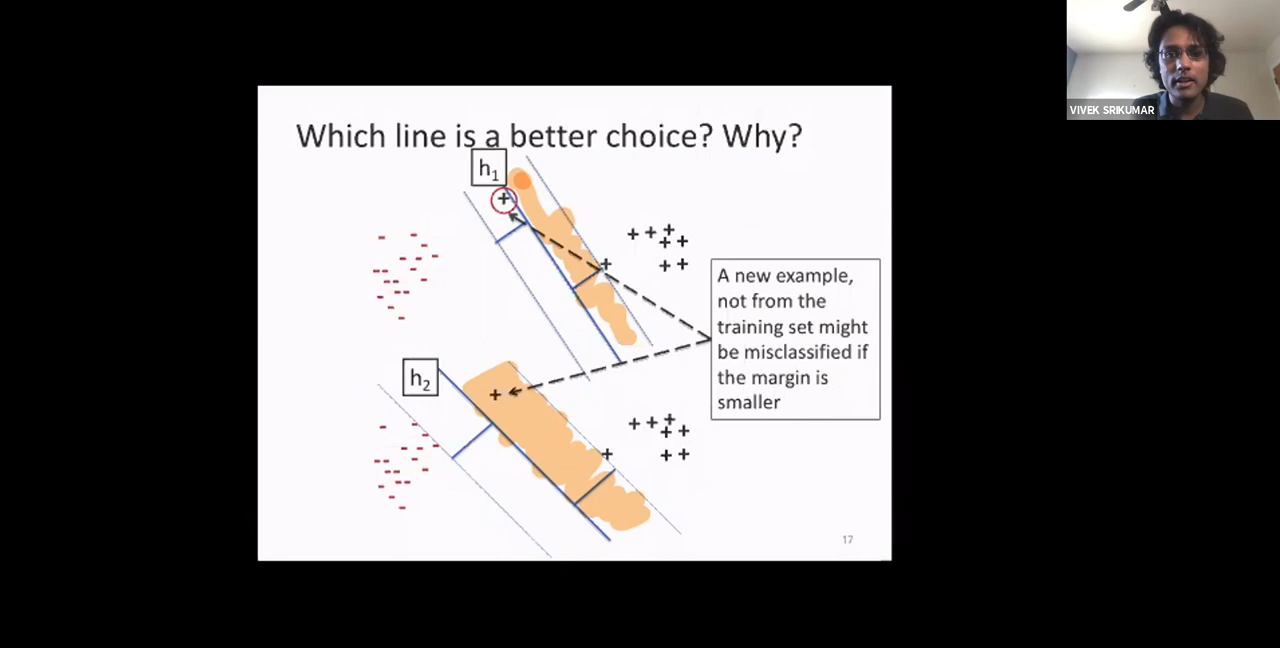 VIVEK SRIKUMAR
Which line is a better choice? Why?
h₁
A new example,
not from the
training set might
be misclassified if
the margin is
smaller
h₂
17